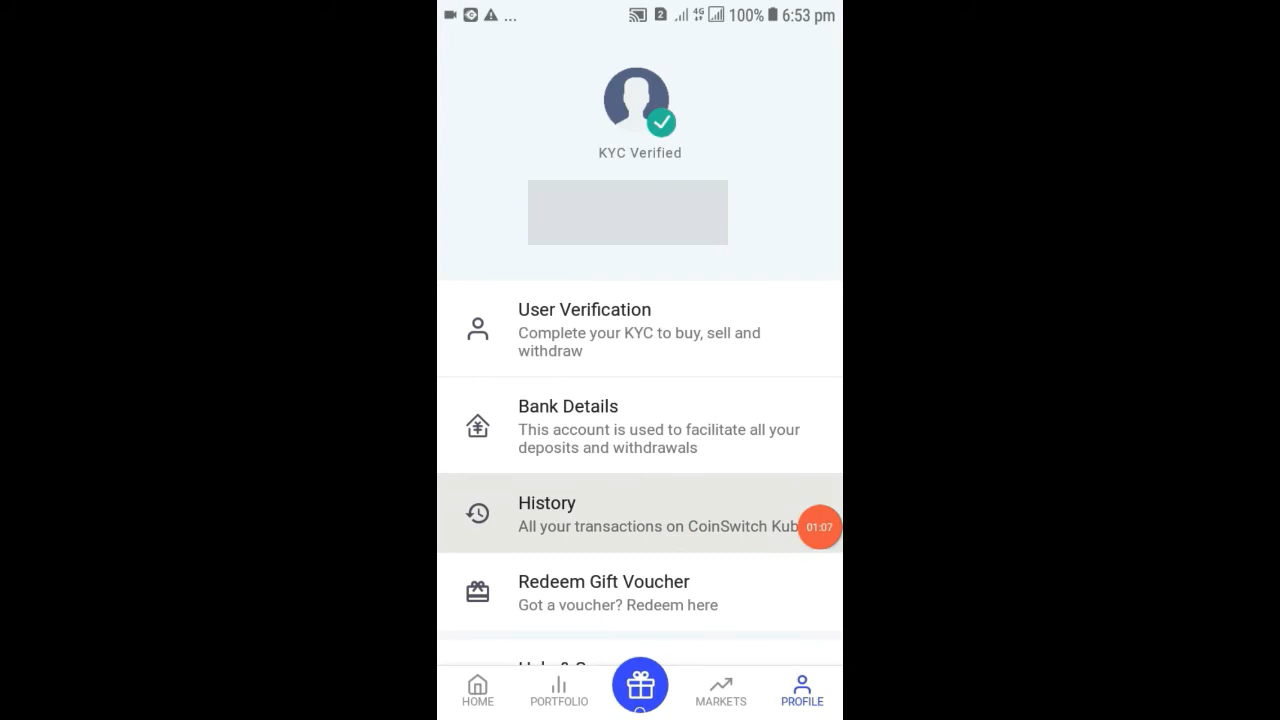 ... 4G 100% 6:53 pm
KYC Verified
User Verification
Complete your KYC to buy, sell and
withdraw
Bank Details
This account is used to facilitate all your
deposits and withdrawals
History
All your transactions on CoinSwitch Kub
01:07
Redeem Gift Voucher
Got a voucher? Redeem here
HOME
PORTFOLIO
MARKETS
PROFILE